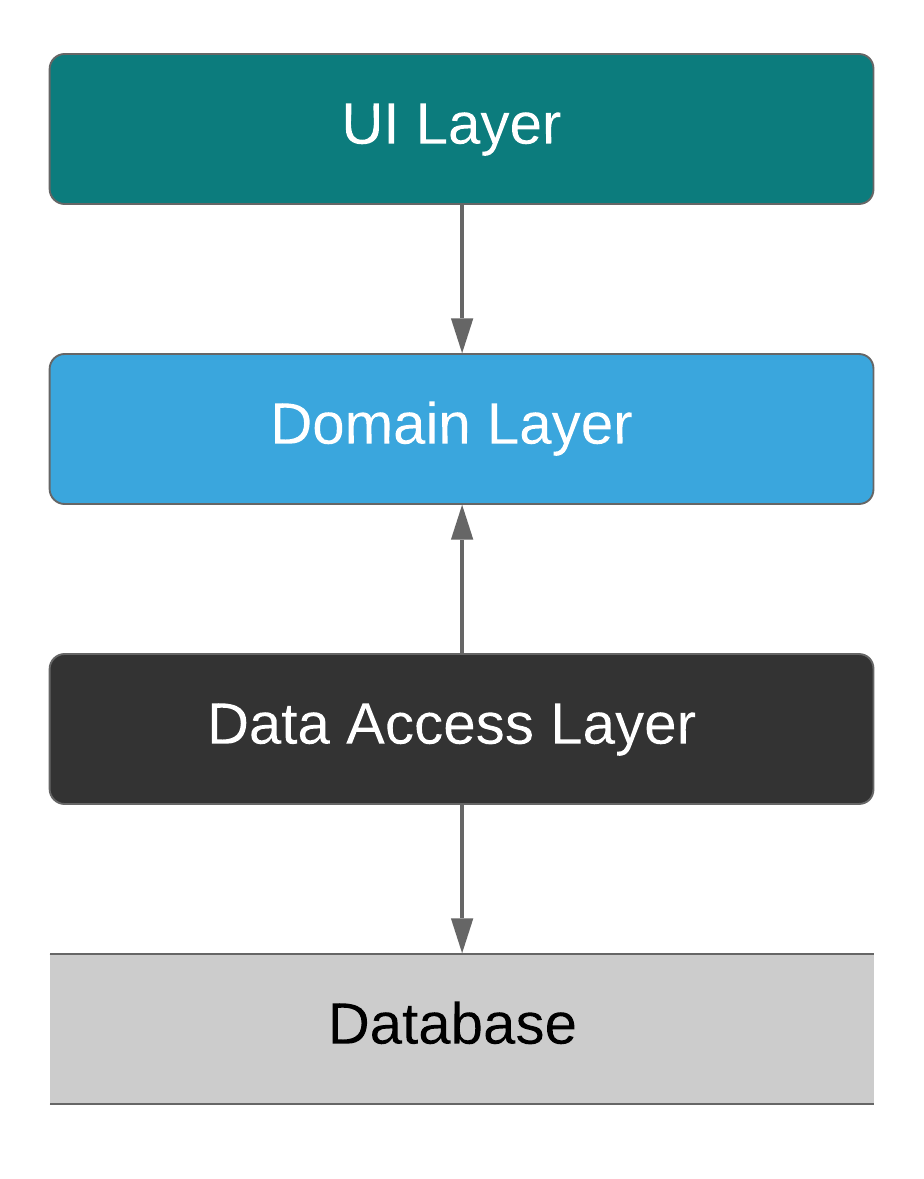 UI Layer
Domain Layer
Data Access Layer
Database